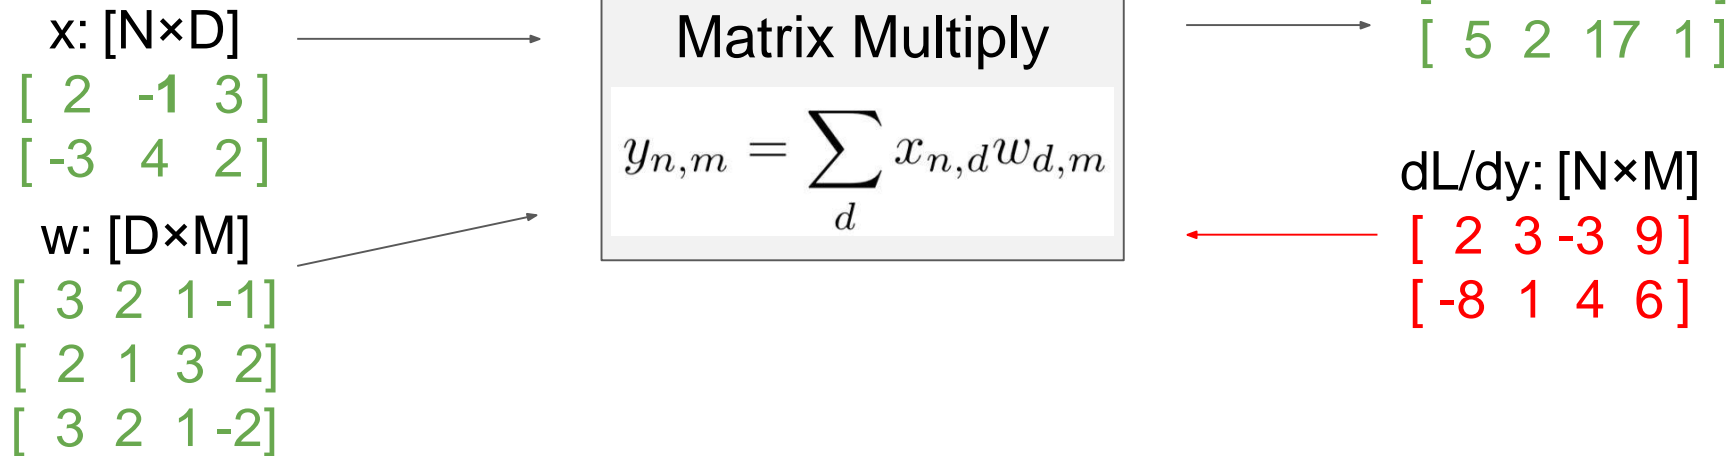 x: [N×D]
[ 2 -1 3 ]
[ -3 4 2 ]
w: [D×M]
[ 3 2 1 -1]
[ 2 1 3 2]
[ 3 2 1 -2]
Matrix Multiply
y_{n,m} = \sum_{d} x_{n,d} w_{d,m}
[ 5 2 17 1 ]
dL/dy: [N×M]
[ 2 3 -3 9 ]
[ -8 1 4 6 ]